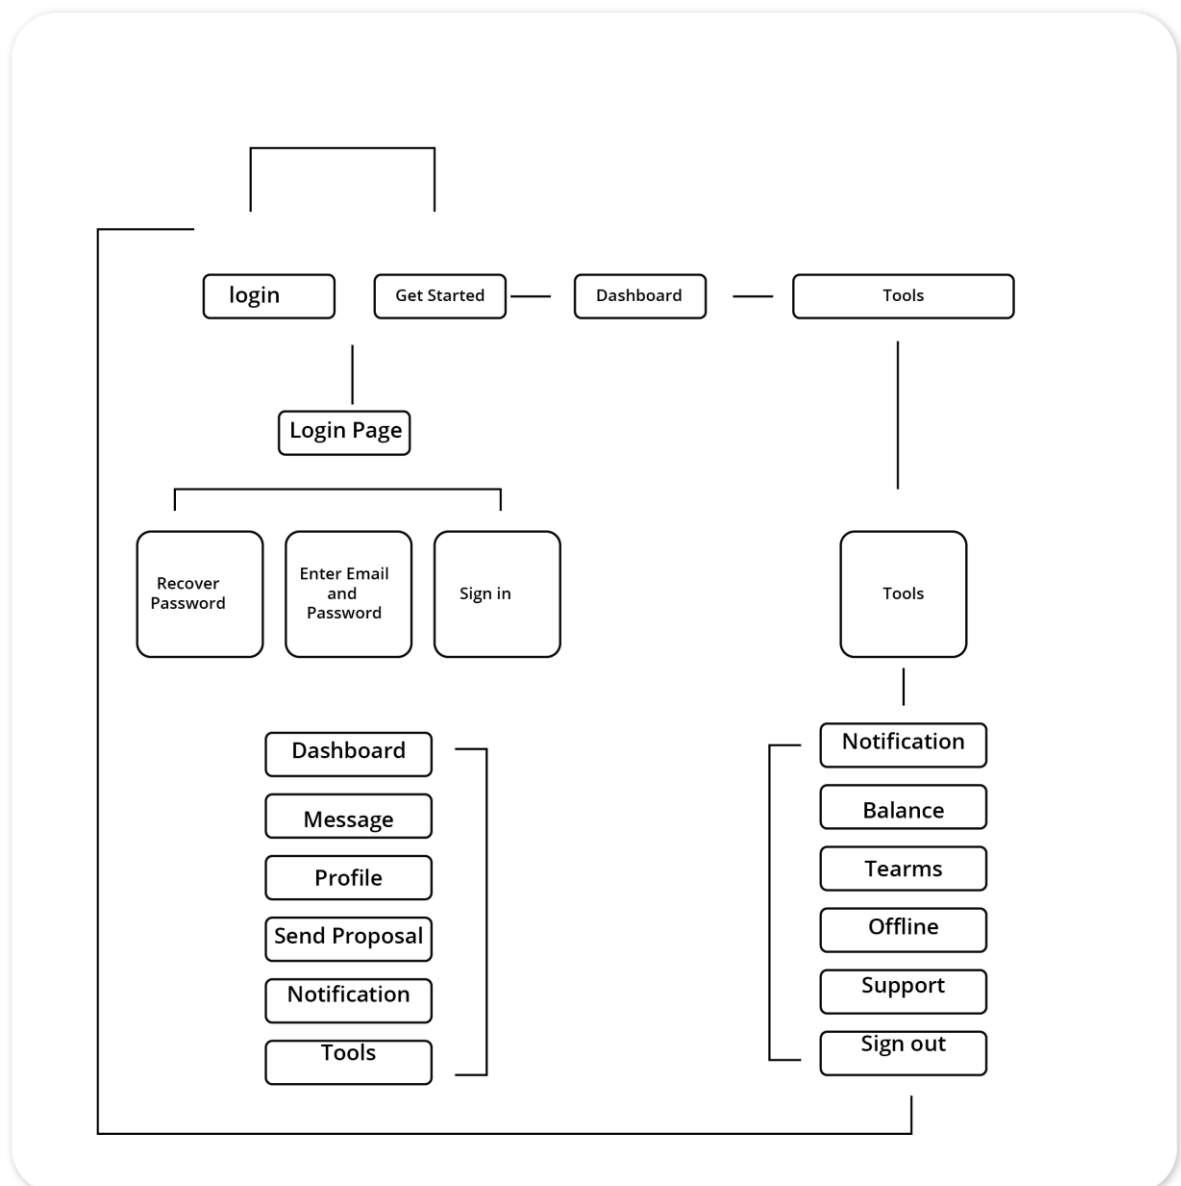 login
Get Started
Dashboard
Tools
Login Page
Recover
Password
Enter Email
and
Password
Sign in
Tools
Dashboard
Message
Profile
Send Proposal
Notification
Tools
Notification
Balance
Tearms
Offline
Support
Sign out